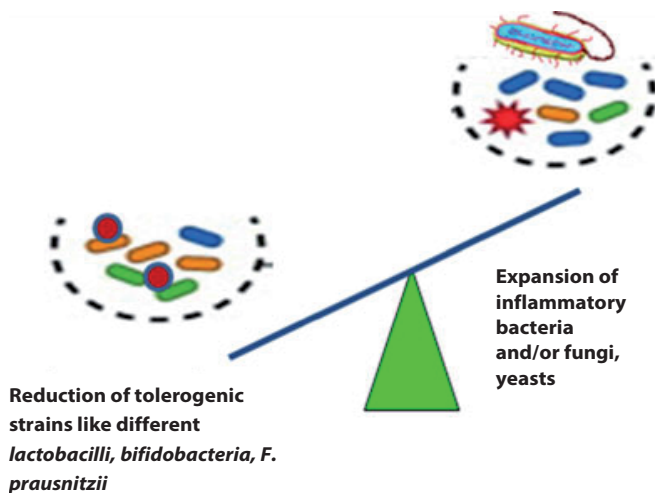 Expansion of
inflammatory
bacteria
and/or fungi,
yeasts
Reduction of tolerogenic
strains like different
lactobacilli, bifidobacteria, F.
prausnitzii